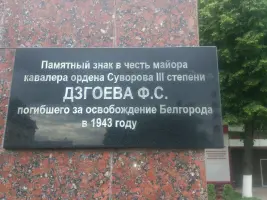 Памятный знак в честь майора
кавалера ордена Суворова III степени
ДЗГОЕВА Ф.С.
погибшего за освобождение Белгорода
в 1943 году